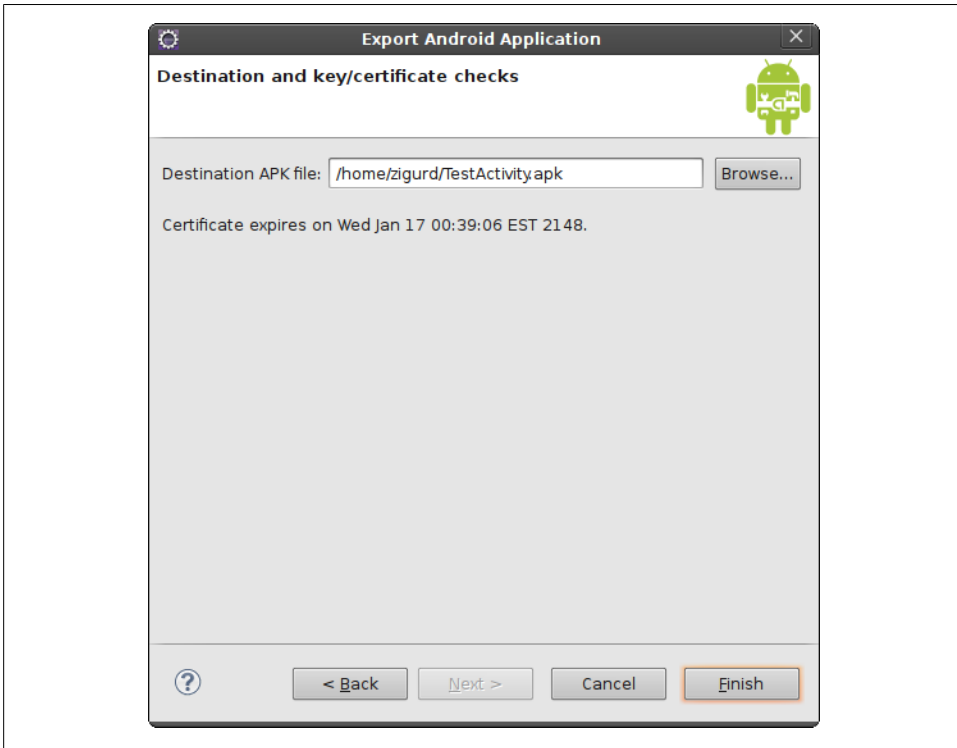 Export Android Application
Destination and key/certificate checks
Destination APK file: /home/zigurd/TestActivity.apk Browse...
Certificate expires on Wed Jan 17 00:39:06 EST 2148.
? < Back Next > Cancel Finish